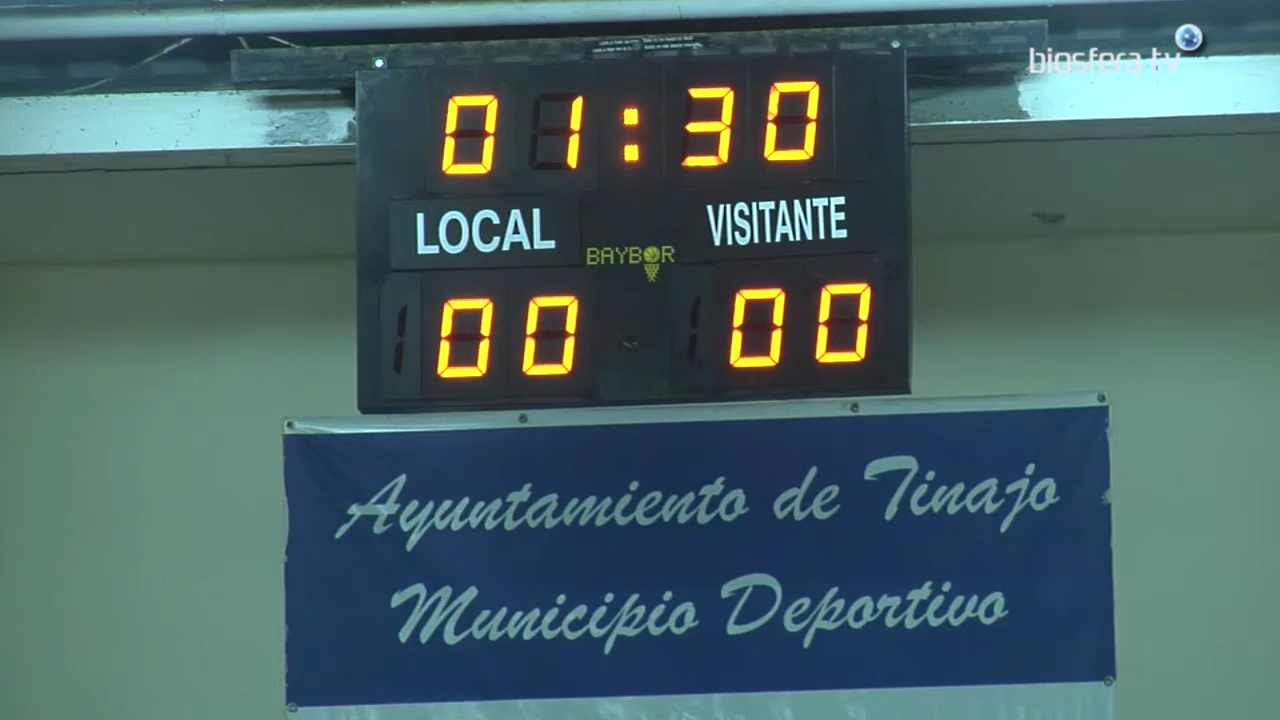 biosfera tv
01:30
LOCAL VISITANTE
BAYBOR
00 00
Ayuntamiento de Tinajo
Municipio Deportivo